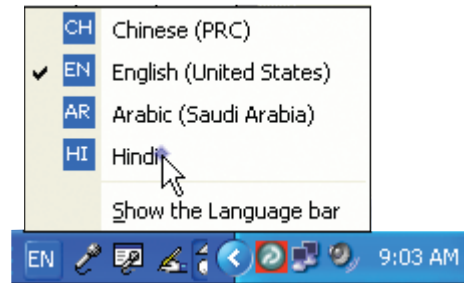 CH Chinese (PRC)
EN English (United States)
AR Arabic (Saudi Arabia)
HI Hindi
Show the Language bar
EN 9:03 AM